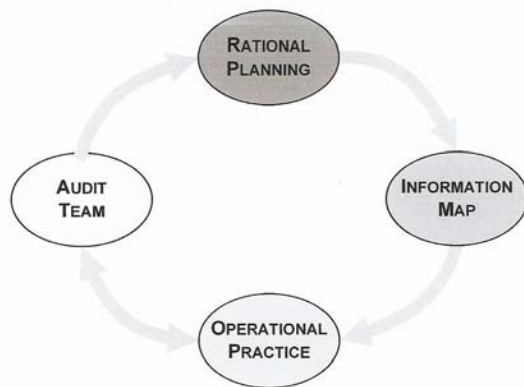 RATIONAL
PLANNING
INFORMATION
MAP
OPERATIONAL
PRACTICE
AUDIT
TEAM